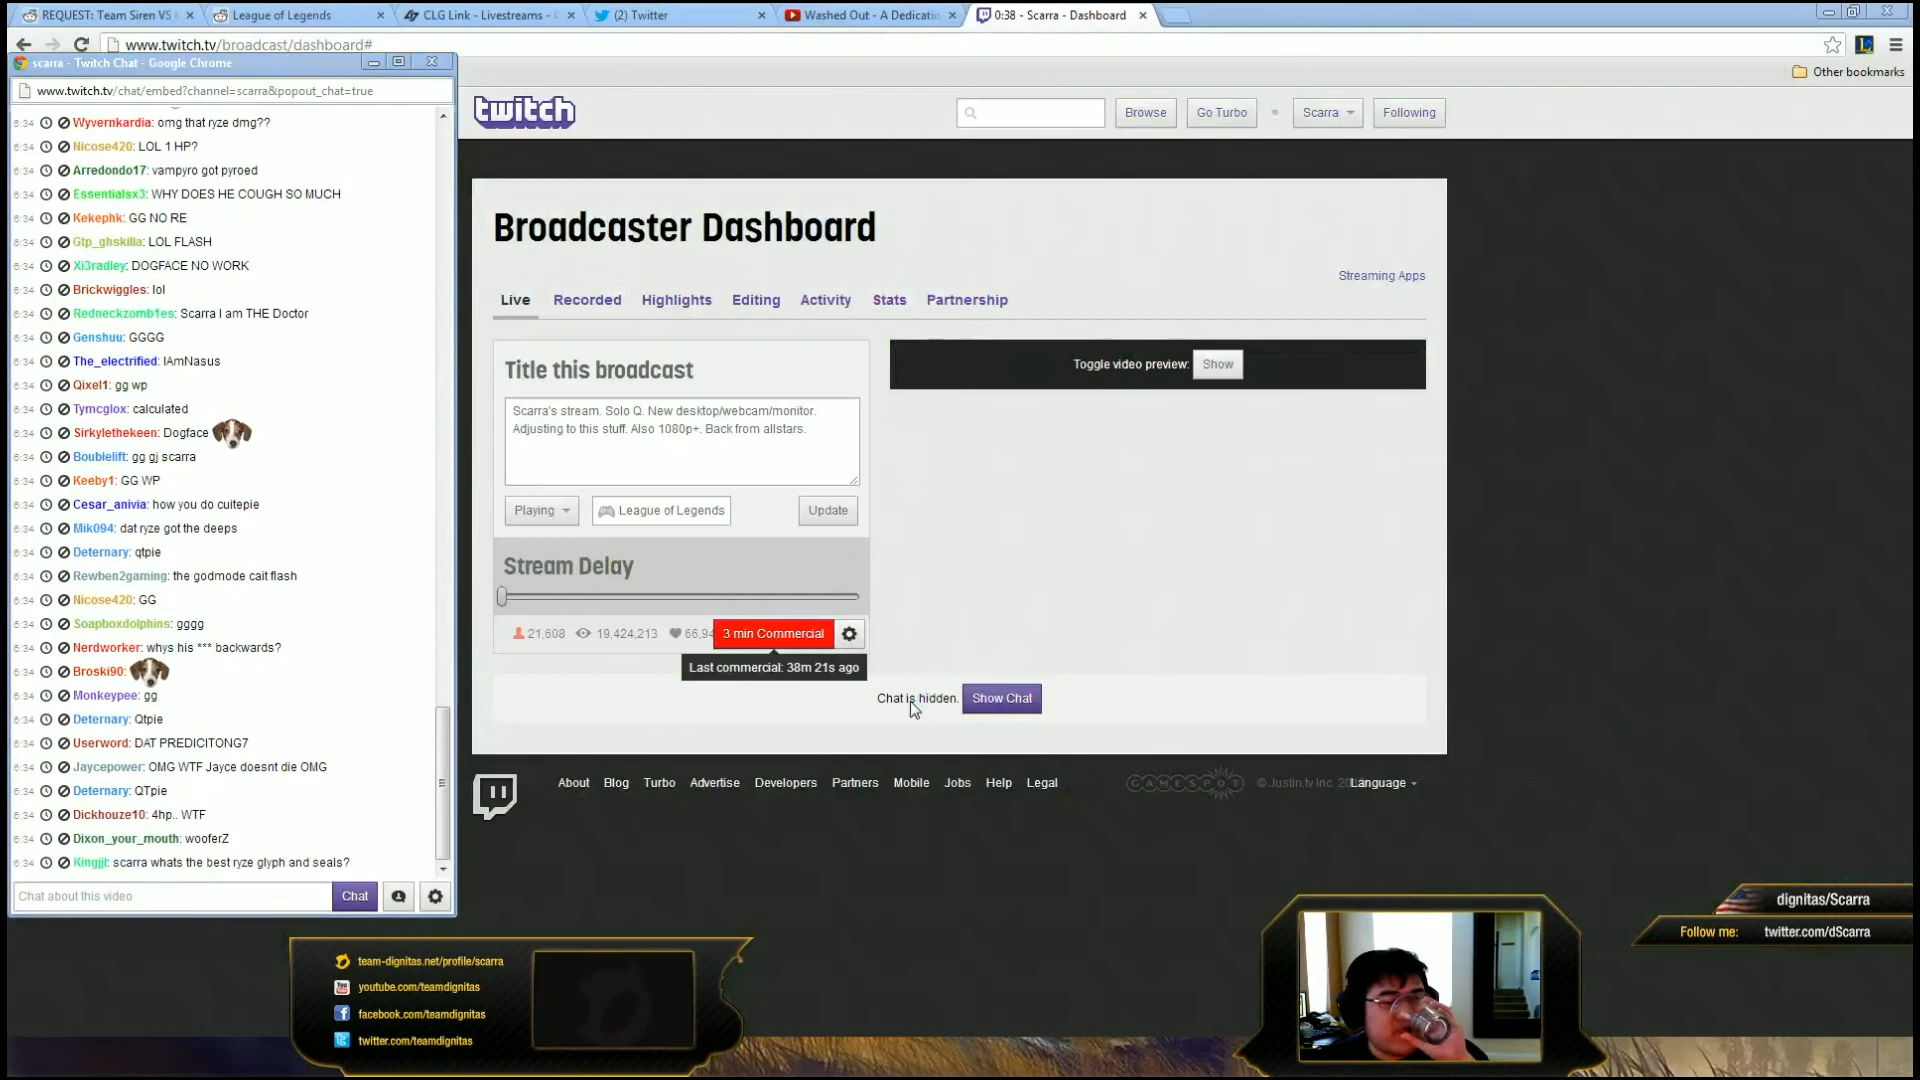 REQUEST: Team Siren VS
League of Legends
CLG Link - Livestreams -
(2) Twitter
Washed Out - A Dedicatio
0:38 - Scarra - Dashboard
www.twitch.tv/broadcast/dashboard#
Other bookmarks
scarra - Twitch Chat - Google Chrome
www.twitch.tv/chat/embed?channel=scarra&popout_chat=true
6:34 Wyvernkardia: omg that ryze dmg??
6:34 Nicose420: LOL 1 HP?
6:34 Arredondo17: vampyro got pyroed
6:34 Essentialsx3: WHY DOES HE COUGH SO MUCH
6:34 Kekephk: GG NO RE
6:34 Gtp_ghskilla: LOL FLASH
6:34 Xi3radley: DOGFACE NO WORK
6:34 Brickwiggles: lol
6:34 Redneckzomb1es: Scarra I am THE Doctor
6:34 Genshuu: GGGG
6:34 The_electrified: IAmNasus
6:34 Qixel1: gg wp
6:34 Tymcglox: calculated
6:34 Sirkylethekeen: Dogface
6:34 Boublelift: gg gj scarra
6:34 Keeby1: GG WP
6:34 Cesar_anivia: how you do cuitepie
6:34 Mik094: dat ryze got the deeps
6:34 Deternary: qtpie
6:34 Rewben2gaming: the godmode cait flash
6:34 Nicose420: GG
6:34 Soapboxdolphins: gggg
6:34 Nerdworker: whys his *** backwards?
6:34 Broski90:
6:34 Monkeypee: gg
6:34 Deternary: Qtpie
6:34 Userword: DAT PREDICITONG7
6:34 Jaycepower: OMG WTF Jayce doesnt die OMG
6:34 Deternary: QTpie
6:34 Dickhouze10: 4hp.. WTF
6:34 Dixon_your_mouth: wooferZ
6:34 Kingjjl: scarra whats the best ryze glyph and seals?
Chat about this video
Chat
twitch
Browse
Go Turbo
Scarra
Following
Broadcaster Dashboard
Streaming Apps
Live
Recorded
Highlights
Editing
Activity
Stats
Partnership
Title this broadcast
Scarra's stream. Solo Q. New desktop/webcam/monitor.
Adjusting to this stuff. Also 1080p+. Back from allstars.
Playing
League of Legends
Update
Stream Delay
21,608
19,424,213
66,94
3 min Commercial
Last commercial: 38m 21s ago
Toggle video preview:
Show
Chat is hidden.
Show Chat
About
Blog
Turbo
Advertise
Developers
Partners
Mobile
Jobs
Help
Legal
GAMESPOT
© Justin.tv Inc.
Language
team-dignitas.net/profile/scarra
youtube.com/teamdignitas
facebook.com/teamdignitas
twitter.com/teamdignitas
dignitas/Scarra
Follow me: twitter.com/dScarra